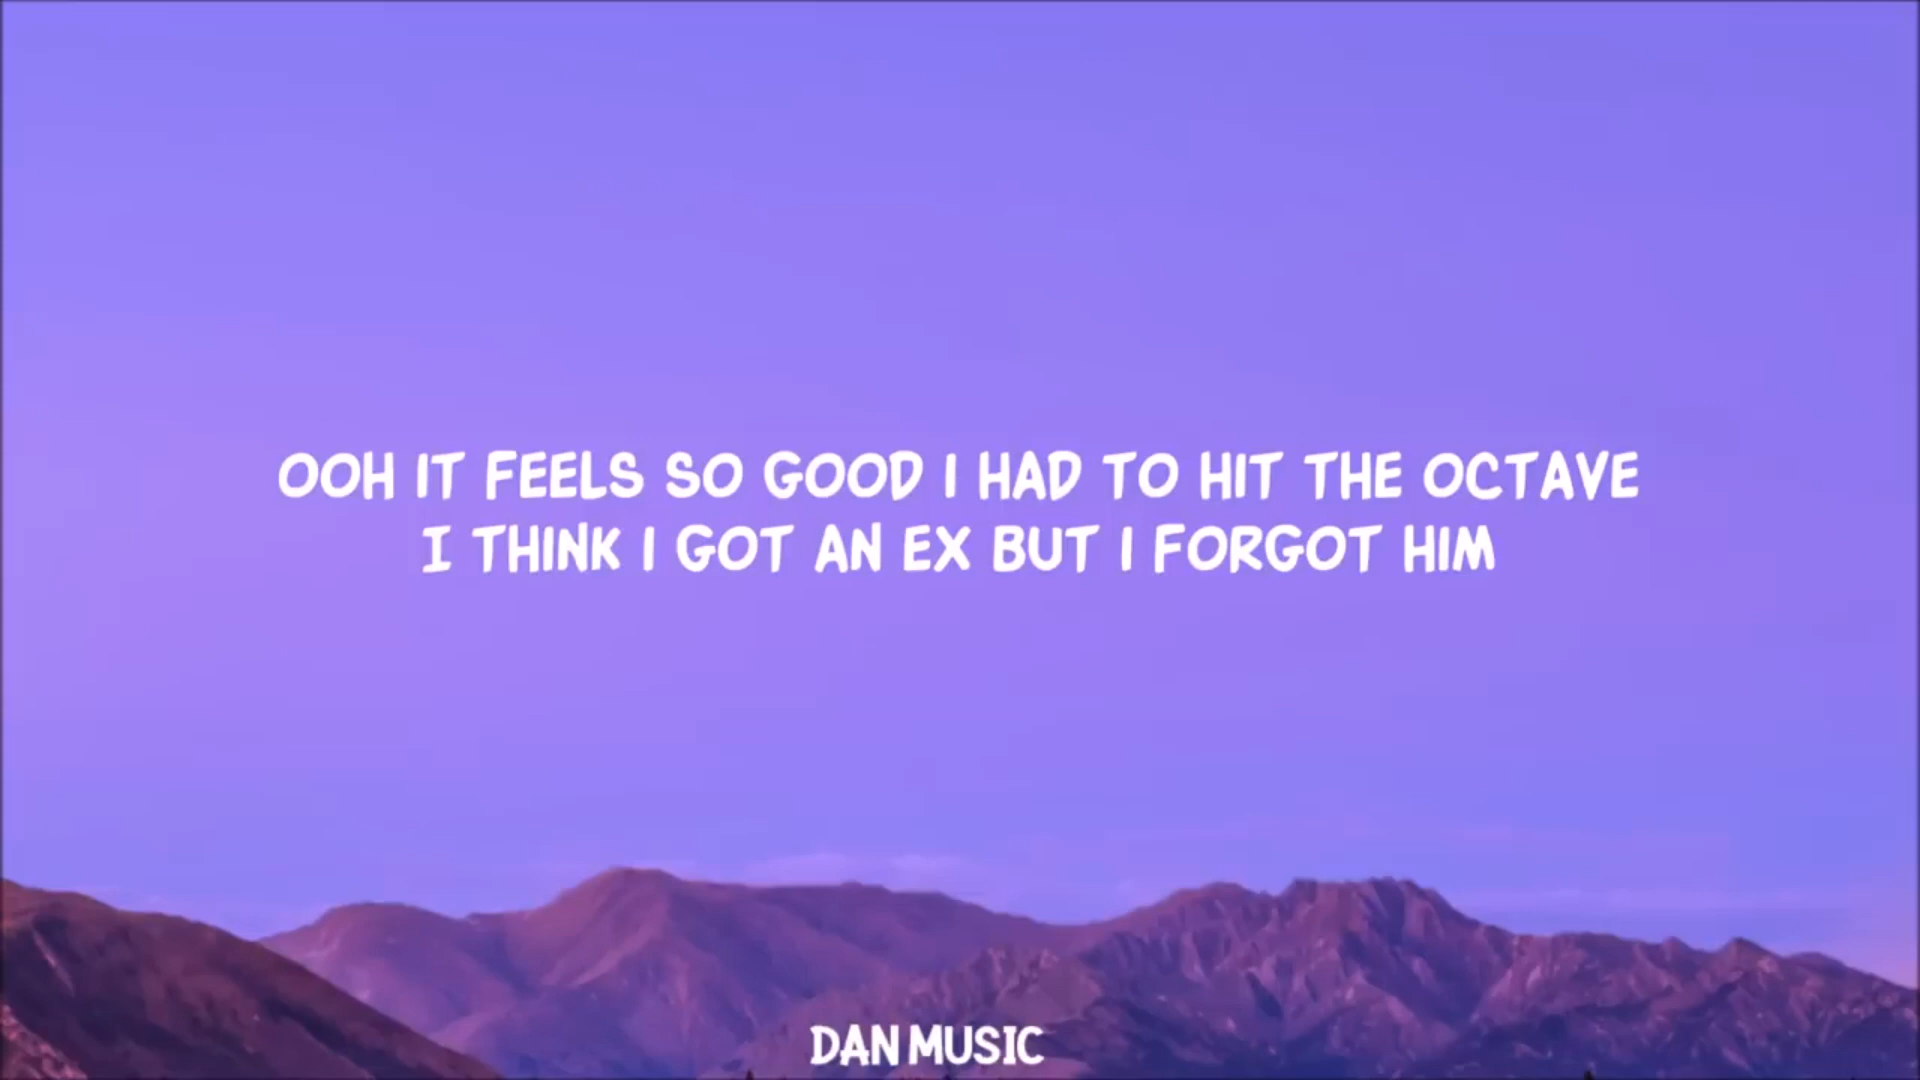 OOH IT FEELS SO GOOD I HAD TO HIT THE OCTAVE
I THINK I GOT AN EX BUT I FORGOT HIM
DAN MUSIC